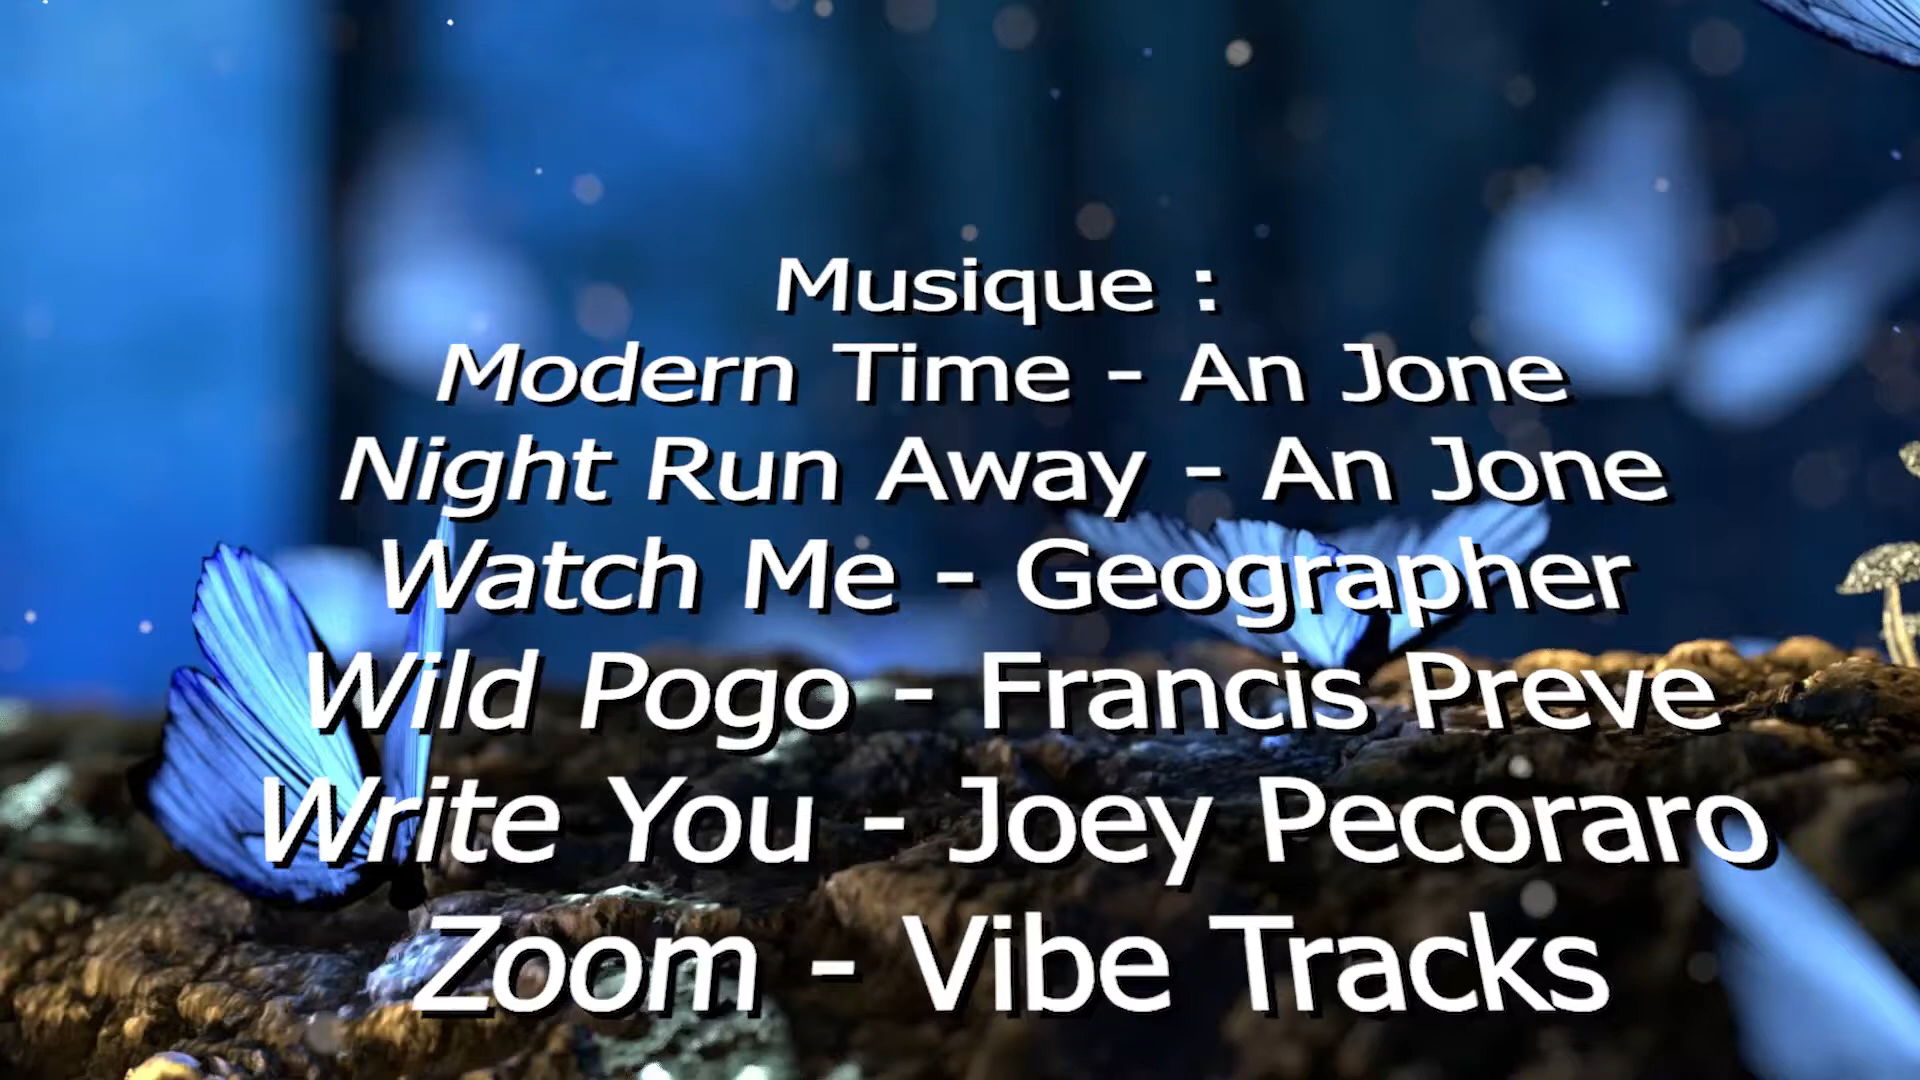 Musique :
Modern Time - An Jone
Night Run Away - An Jone
Watch Me - Geographer
Wild Pogo - Francis Preve
Write You - Joey Pecoraro
Zoom - Vibe Tracks